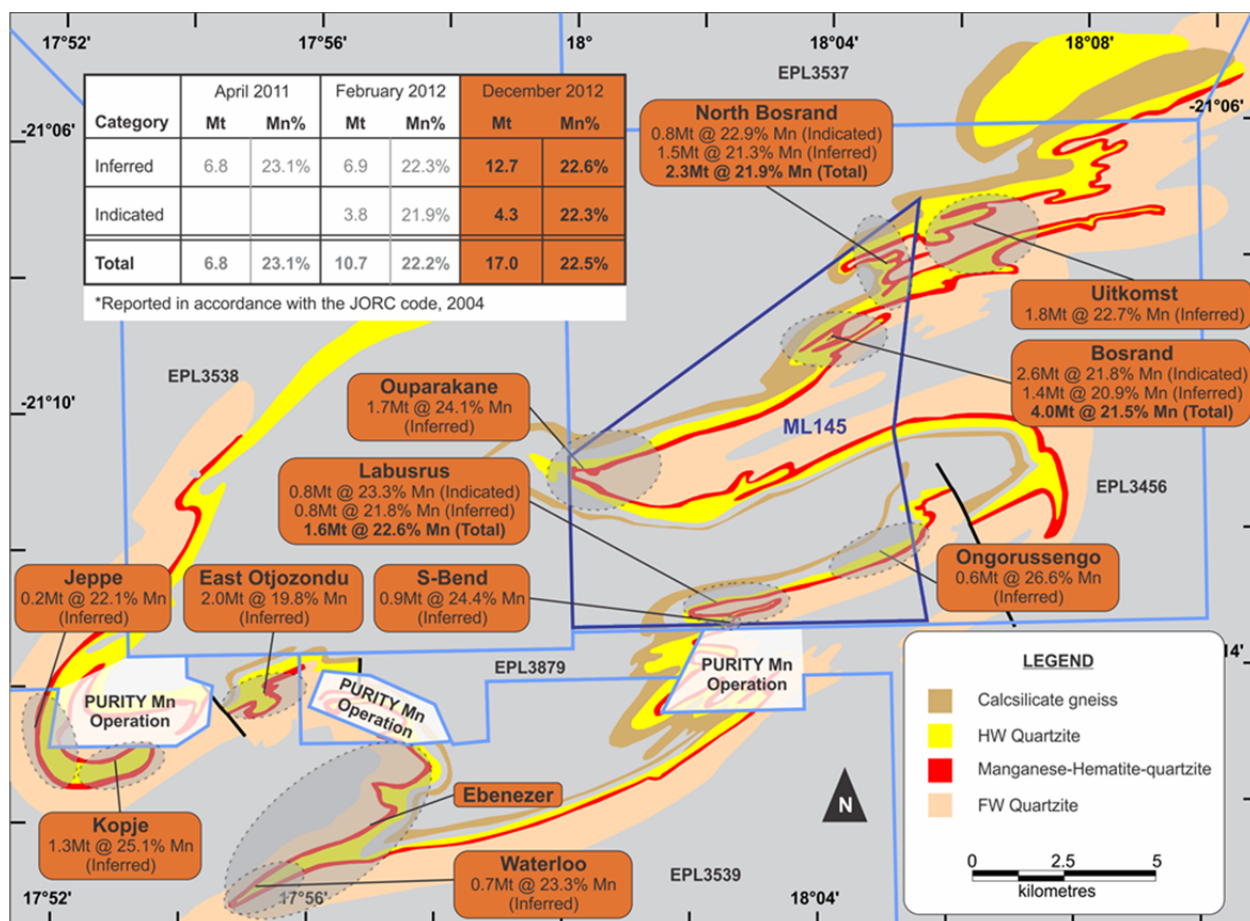 17°52'
17°56'
18°
18°04'
18°08'
EPL3537
-21°06'
-21°06'
April 2011 February 2012 December 2012
Category Mt Mn% Mt Mn% Mt Mn%
Inferred 6.8 23.1% 6.9 22.3% 12.7 22.6%
Indicated 3.8 21.9% 4.3 22.3%
Total 6.8 23.1% 10.7 22.2% 17.0 22.5%
*Reported in accordance with the JORC code, 2004
North Bosrand
0.8Mt @ 22.9% Mn (Indicated)
1.5Mt @ 21.3% Mn (Inferred)
2.3Mt @ 21.9% Mn (Total)
Uitkomst
1.8Mt @ 22.7% Mn (Inferred)
Bosrand
2.6Mt @ 21.8% Mn (Indicated)
1.4Mt @ 20.9% Mn (Inferred)
4.0Mt @ 21.5% Mn (Total)
EPL3538
-21°10'
Ouparakane
1.7Mt @ 24.1% Mn
(Inferred)
ML145
Labusrus
0.8Mt @ 23.3% Mn (Indicated)
0.8Mt @ 21.8% Mn (Inferred)
1.6Mt @ 22.6% Mn (Total)
EPL3456
Jeppe
0.2Mt @ 22.1% Mn
(Inferred)
East Otjozondu
2.0Mt @ 19.8% Mn
(Inferred)
S-Bend
0.9Mt @ 24.4% Mn
(Inferred)
Ongorussengo
0.6Mt @ 26.6% Mn
(Inferred)
EPL3879
14'
PURITY Mn
Operation
PURITY Mn
Operation
PURITY Mn
Operation
Ebenezer
Kopje
1.3Mt @ 25.1% Mn
(Inferred)
Waterloo
0.7Mt @ 23.3% Mn
(Inferred)
EPL3539
N
LEGEND
Calcsilicate gneiss
HW Quartzite
Manganese-Hematite-quartzite
FW Quartzite
0 2.5 5
kilometres
17°52'
17°56'
18°04'